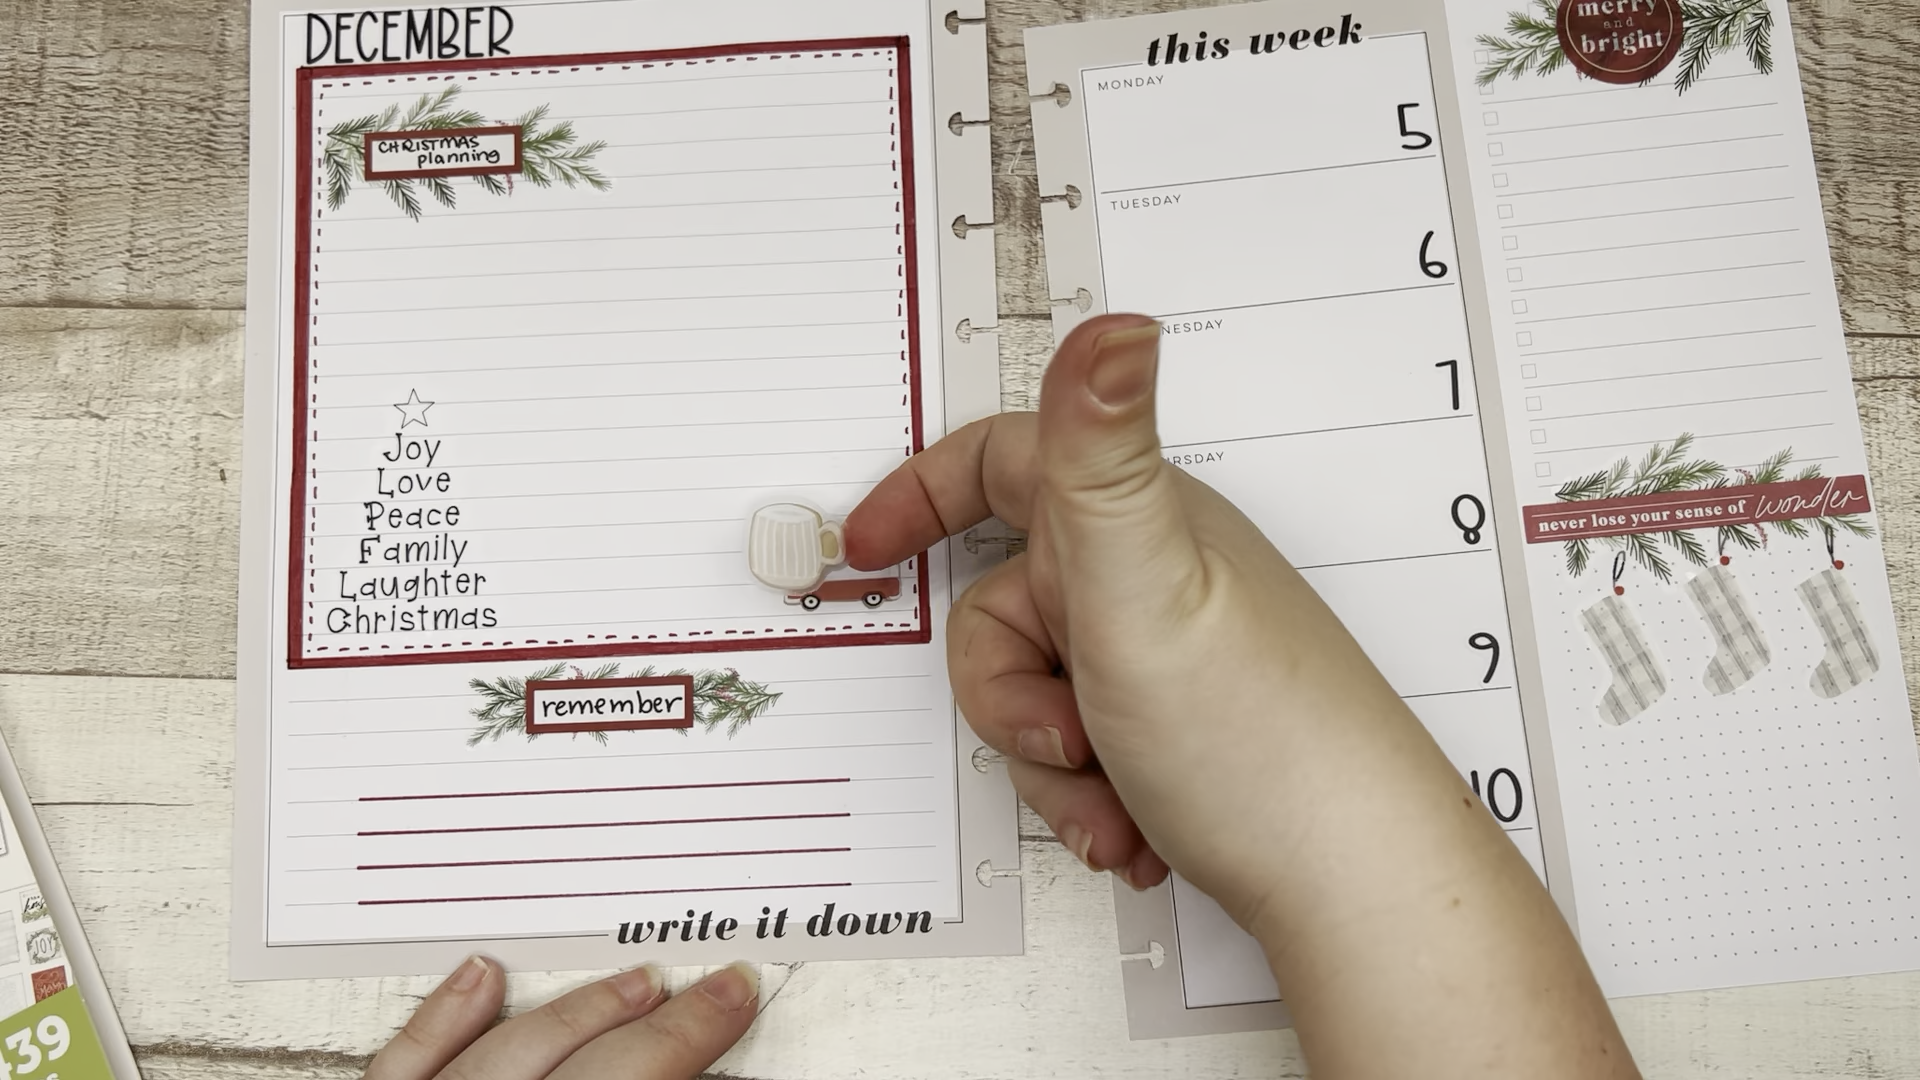 DECEMBER
CHRISTMAS
planning
Joy
Love
Peace
Family
Laughter
Christmas
remember
write it down
this week
MONDAY
5
TUESDAY
6
NESDAY
7
RSDAY
8
9
10
merry
and
bright
never lose your sense of wonder
JOY
439